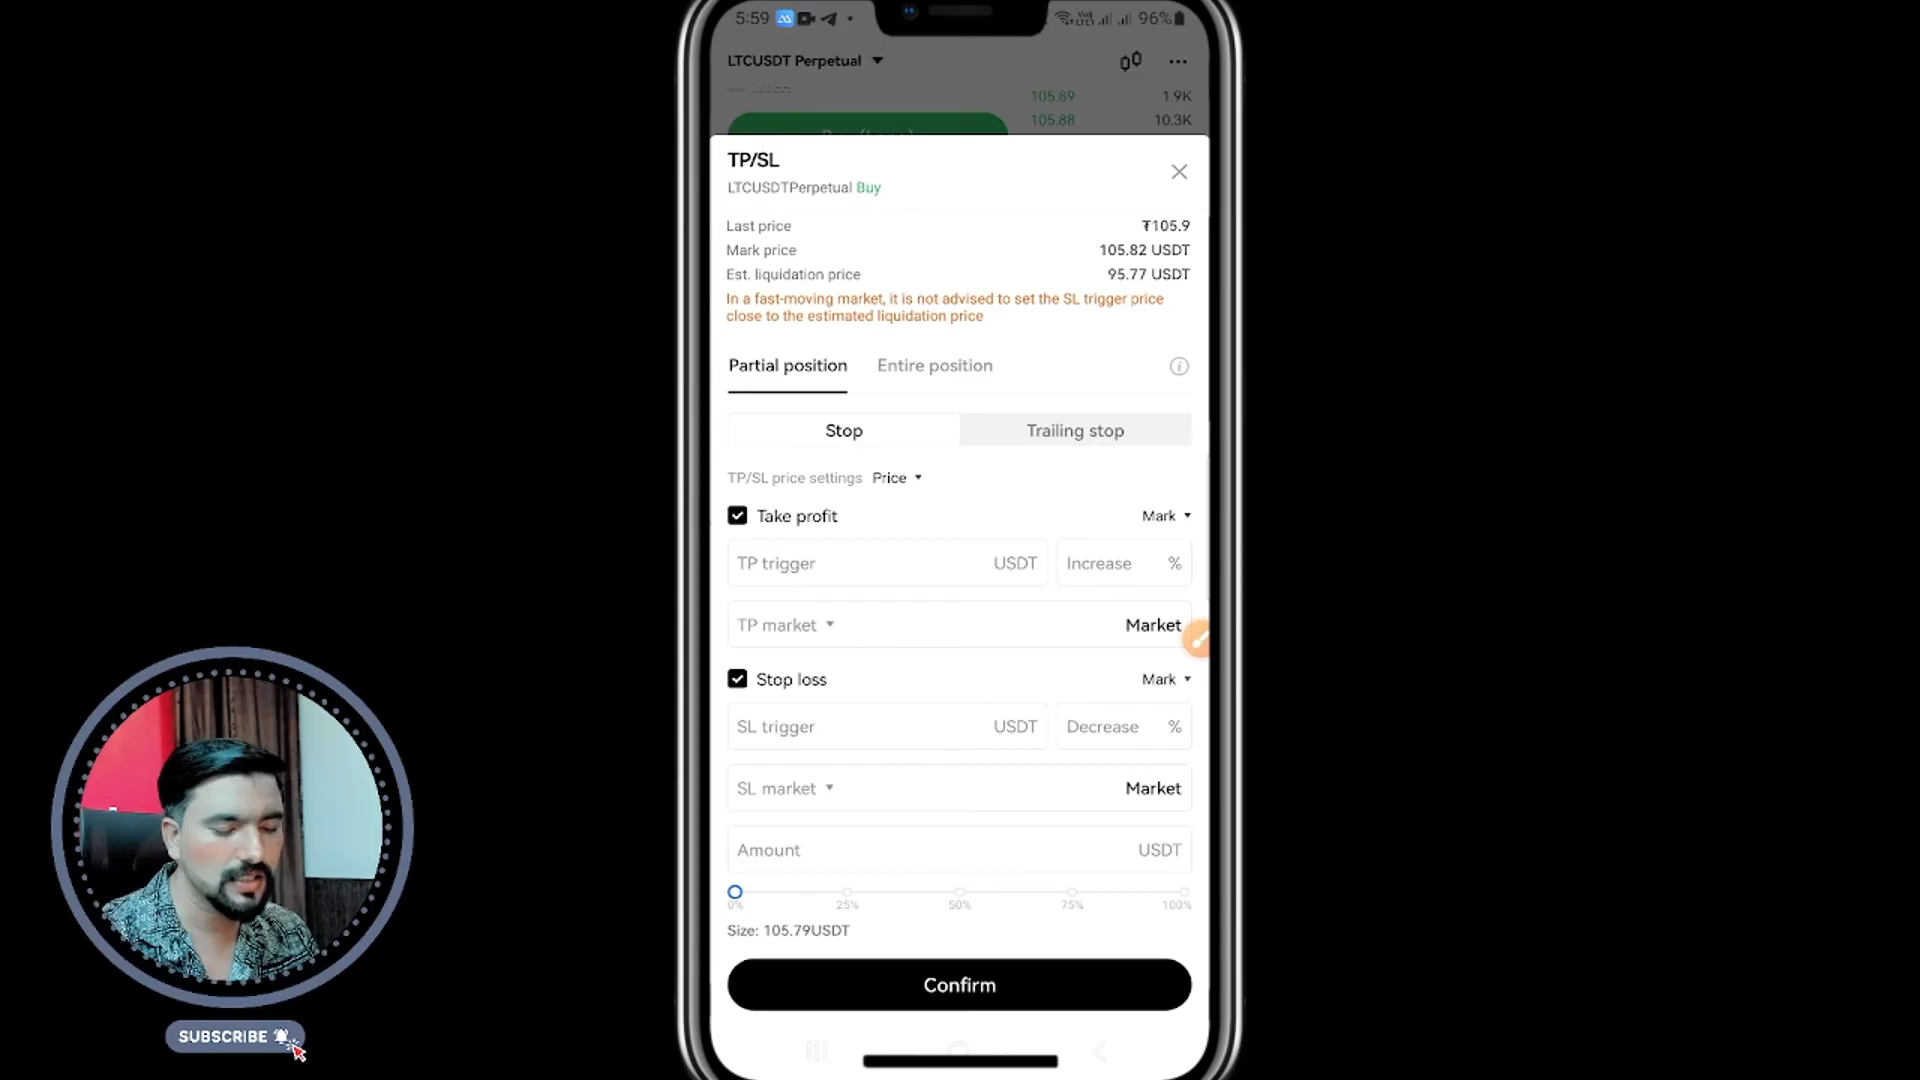 5:59
VoLTE1
96%
LTCUSDT Perpetual
105.89 1.9K
105.88 10.3K
TP/SL
LTCUSDTPerpetual Buy
Last price ₮105.9
Mark price 105.82 USDT
Est. liquidation price 95.77 USDT
In a fast-moving market, it is not advised to set the SL trigger price
close to the estimated liquidation price
Partial position Entire position
Stop Trailing stop
TP/SL price settings Price
Take profit Mark
TP trigger USDT Increase %
TP market Market
Stop loss Mark
SL trigger USDT Decrease %
SL market Market
Amount USDT
0% 25% 50% 75% 100%
Size: 105.79USDT
Confirm
SUBSCRIBE